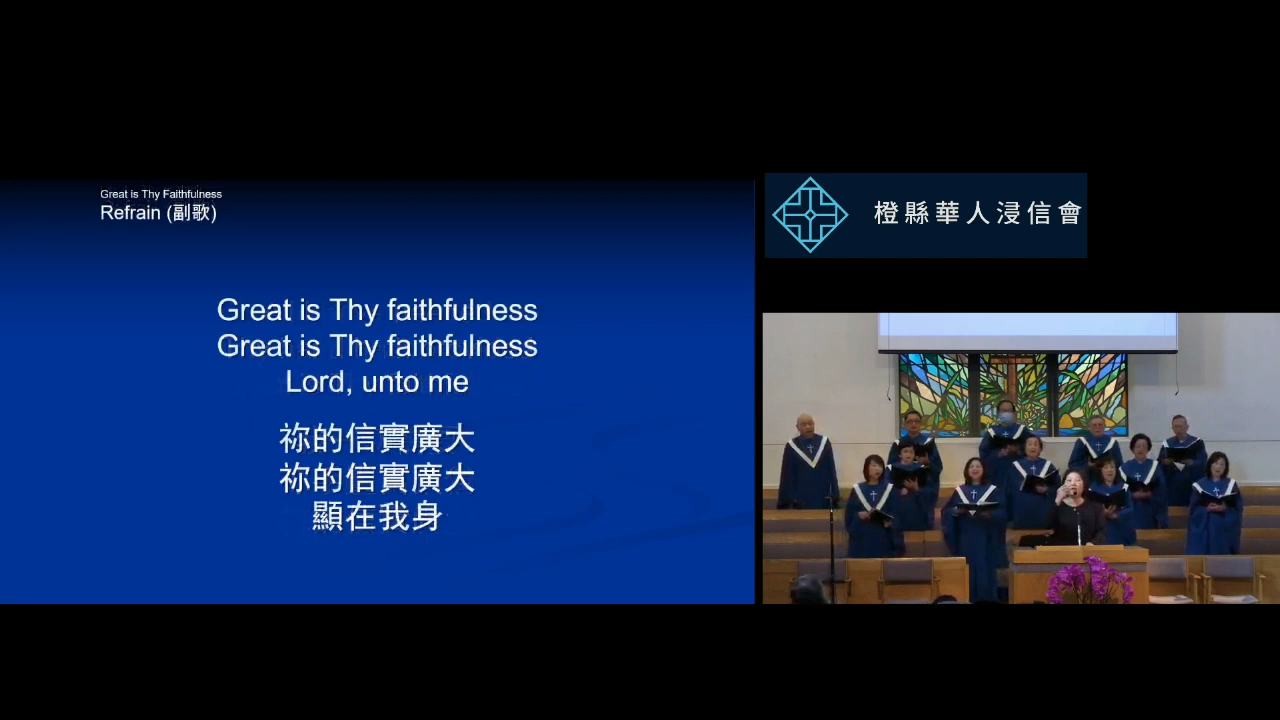 Great is Thy Faithfulness
Refrain (副歌)
Great is Thy faithfulness
Great is Thy faithfulness
Lord, unto me
祢的信實廣大
祢的信實廣大
顯在我身
橙縣華人浸信會